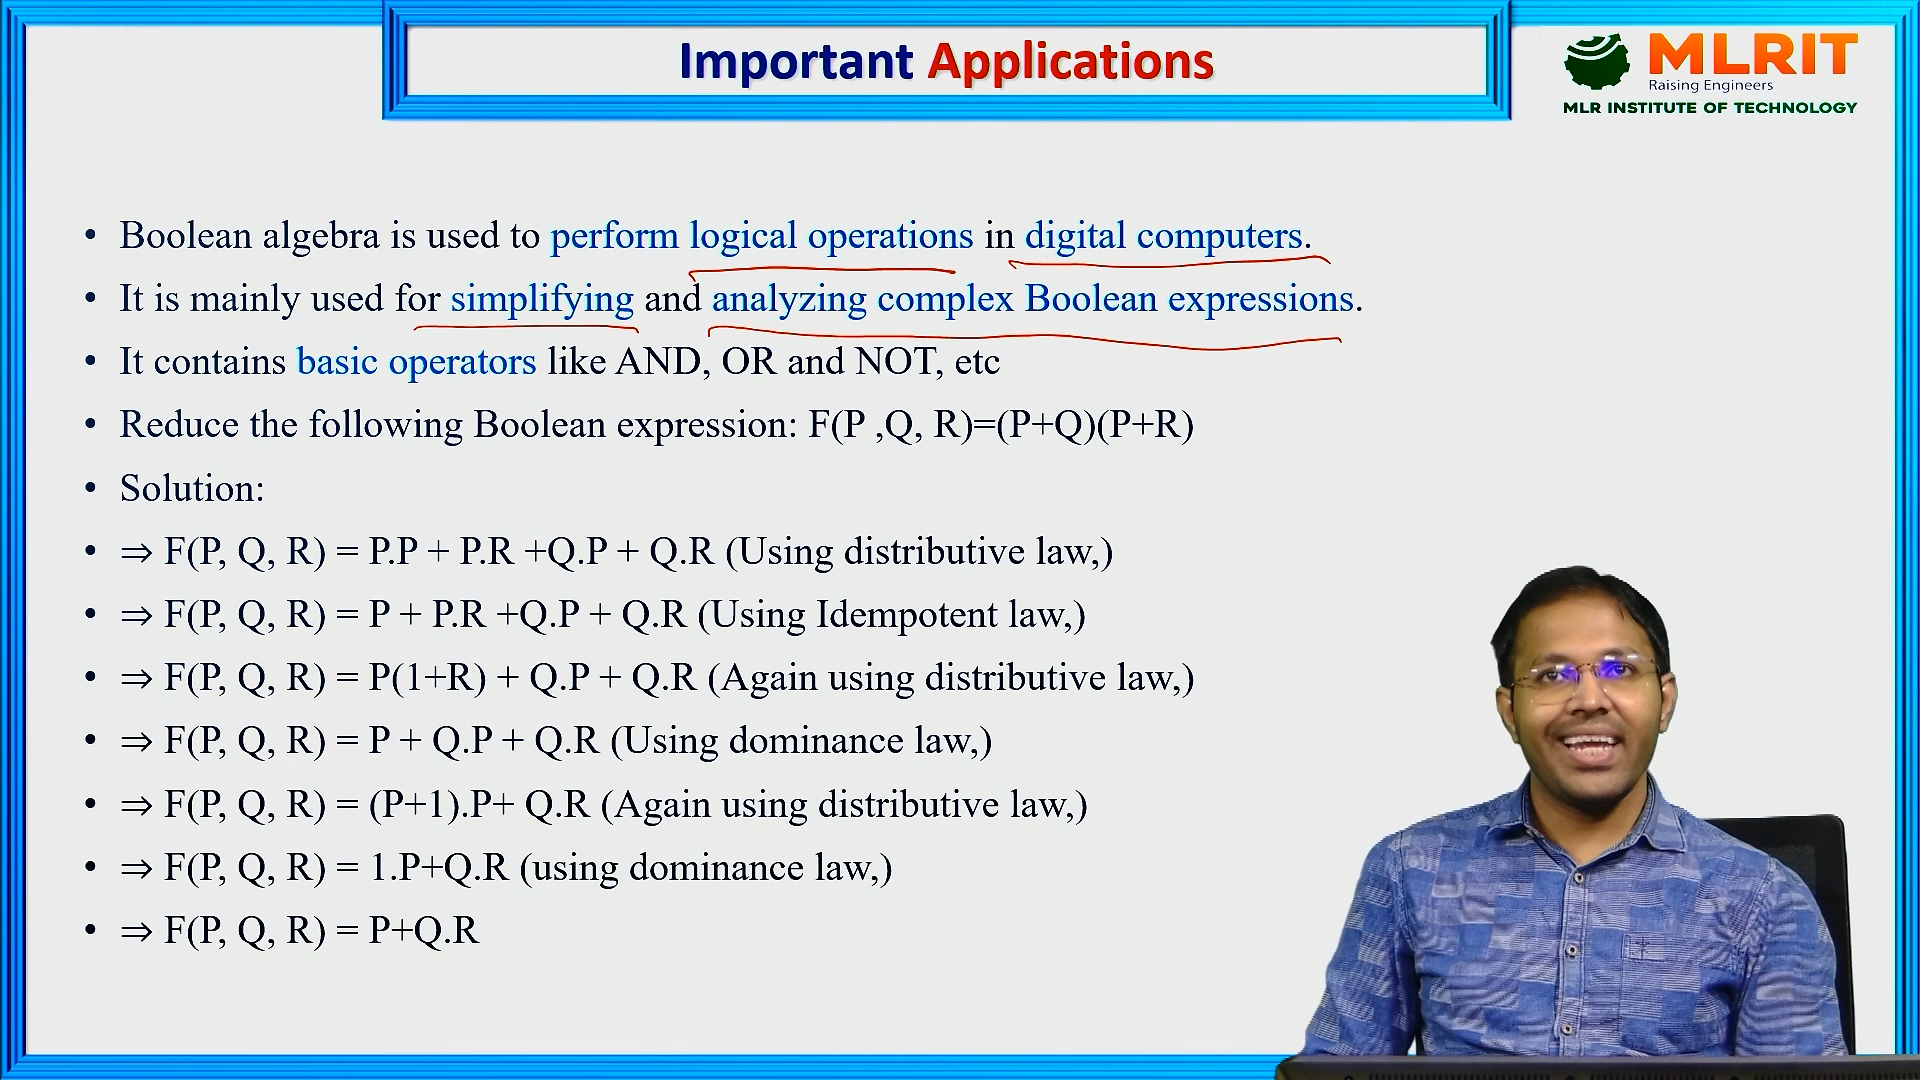 Important Applications
MLRIT
Raising Engineers
MLR INSTITUTE OF TECHNOLOGY
• Boolean algebra is used to perform logical operations in digital computers.
• It is mainly used for simplifying and analyzing complex Boolean expressions.
• It contains basic operators like AND, OR and NOT, etc
• Reduce the following Boolean expression: F(P ,Q, R)=(P+Q)(P+R)
• Solution:
• ⇒ F(P, Q, R) = P.P + P.R +Q.P + Q.R (Using distributive law,)
• ⇒ F(P, Q, R) = P + P.R +Q.P + Q.R (Using Idempotent law,)
• ⇒ F(P, Q, R) = P(1+R) + Q.P + Q.R (Again using distributive law,)
• ⇒ F(P, Q, R) = P + Q.P + Q.R (Using dominance law,)
• ⇒ F(P, Q, R) = (P+1).P+ Q.R (Again using distributive law,)
• ⇒ F(P, Q, R) = 1.P+Q.R (using dominance law,)
• ⇒ F(P, Q, R) = P+Q.R